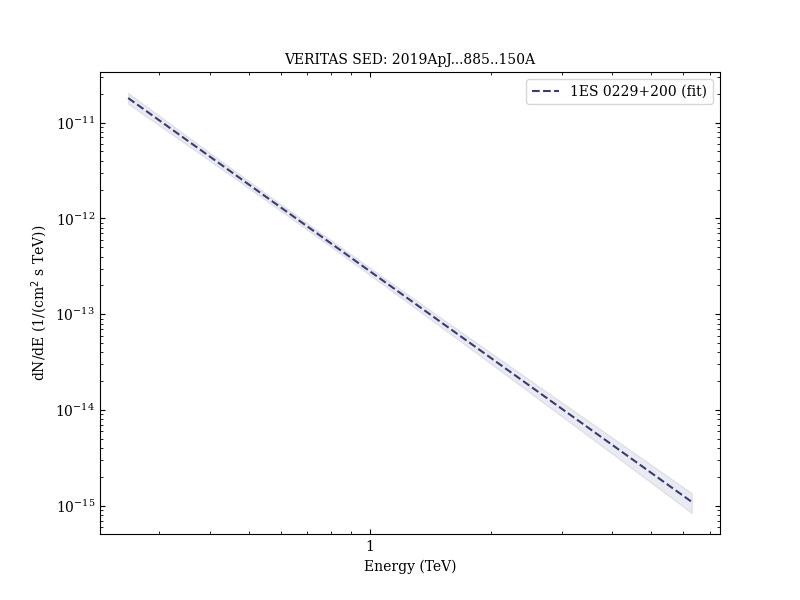 VERITAS SED: 2019ApJ...885..150A
1ES 0229+200 (fit)
dN/dE (1/(cm² s TeV))
10⁻¹¹
10⁻¹²
10⁻¹³
10⁻¹⁴
10⁻¹⁵
1
Energy (TeV)